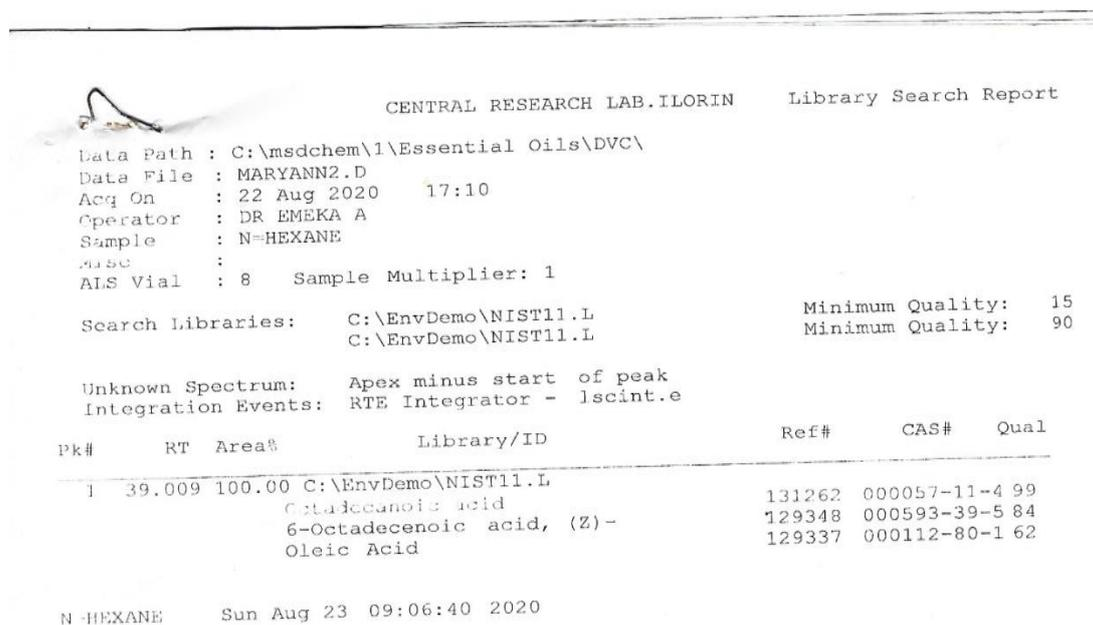 CENTRAL RESEARCH LAB.ILORIN Library Search Report
Data Path : C:\msdchem\1\Essential Oils\DVC\
Data File : MARYANN2.D
Acq On : 22 Aug 2020 17:10
Operator : DR EMEKA A
Sample : N-HEXANE
Misc :
ALS Vial : 8 Sample Multiplier: 1
Search Libraries: C:\EnvDemo\NIST11.L Minimum Quality: 15
C:\EnvDemo\NIST11.L Minimum Quality: 90
Unknown Spectrum: Apex minus start of peak
Integration Events: RTE Integrator - lscint.e
Pk# RT Area% Library/ID Ref# CAS# Qual
1 39.009 100.00 C:\EnvDemo\NIST11.L
Octadecanoic acid 131262 000057-11-4 99
6-Octadecenoic acid, (Z)- 129348 000593-39-5 84
Oleic Acid 129337 000112-80-1 62
N-HEXANE Sun Aug 23 09:06:40 2020